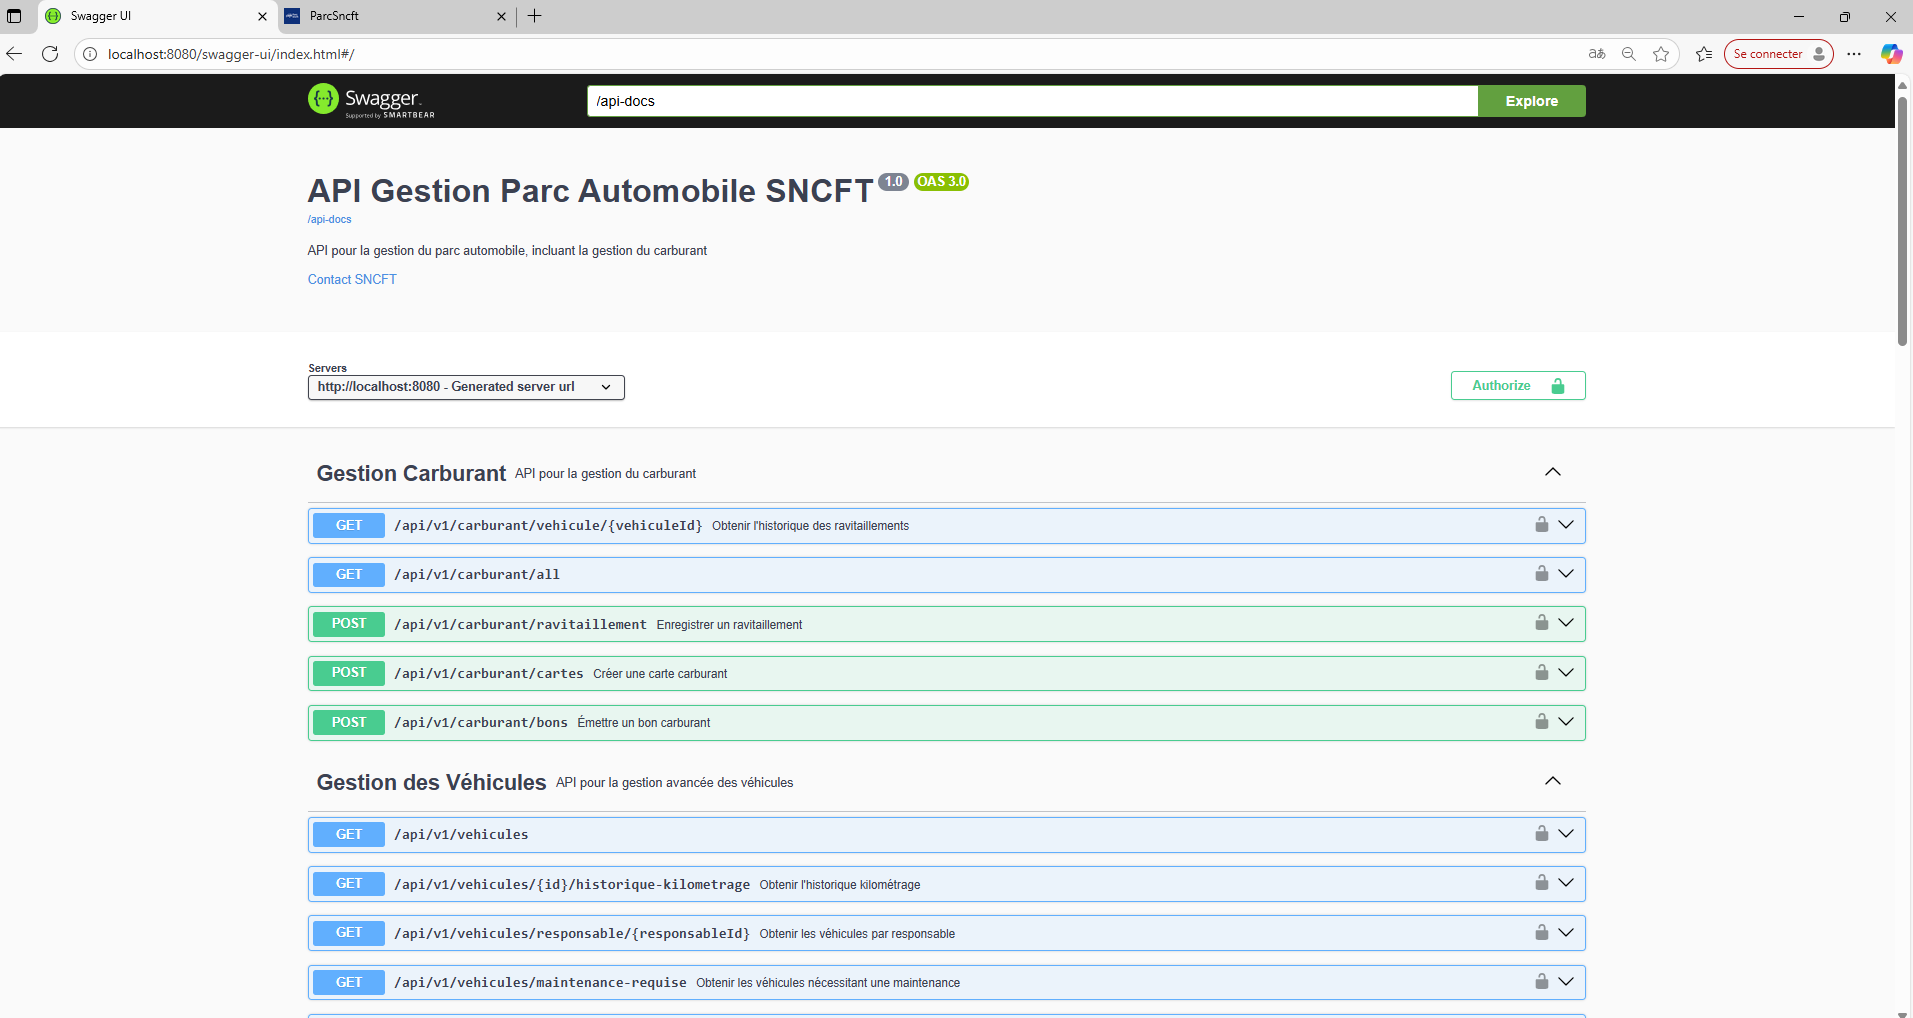 Swagger UI
ParcSncft
localhost:8080/swagger-ui/index.html#/
aあ
Se connecter
Swagger.
Supported by SMARTBEAR
/api-docs
Explore
API Gestion Parc Automobile SNCFT 1.0 OAS 3.0
/api-docs
API pour la gestion du parc automobile, incluant la gestion du carburant
Contact SNCFT
Servers
http://localhost:8080 - Generated server url
Authorize
Gestion Carburant API pour la gestion du carburant
GET /api/v1/carburant/vehicule/{vehiculeId} Obtenir l'historique des ravitaillements
GET /api/v1/carburant/all
POST /api/v1/carburant/ravitaillement Enregistrer un ravitaillement
POST /api/v1/carburant/cartes Créer une carte carburant
POST /api/v1/carburant/bons Émettre un bon carburant
Gestion des Véhicules API pour la gestion avancée des véhicules
GET /api/v1/vehicules
GET /api/v1/vehicules/{id}/historique-kilometrage Obtenir l'historique kilométrage
GET /api/v1/vehicules/responsable/{responsableId} Obtenir les véhicules par responsable
GET /api/v1/vehicules/maintenance-requise Obtenir les véhicules nécessitant une maintenance